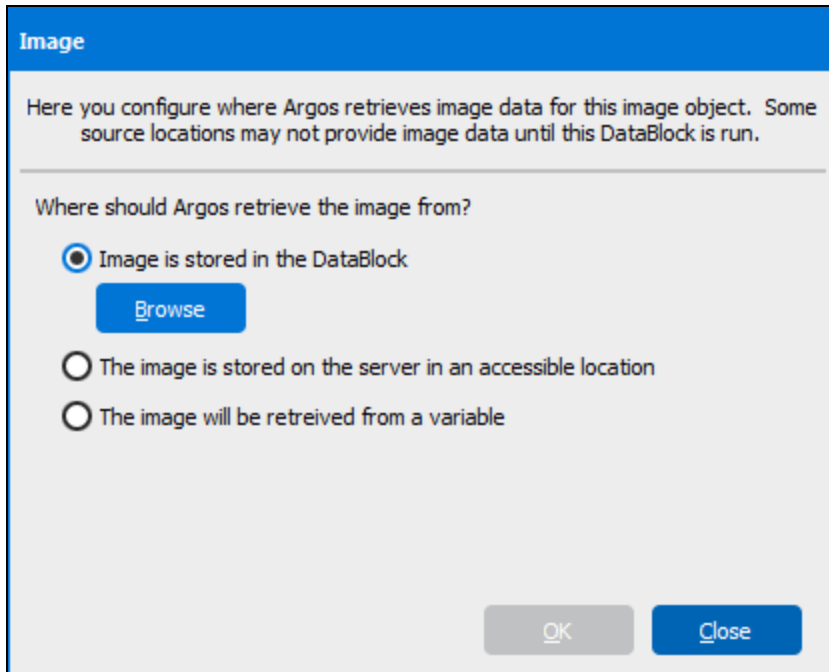 Image
Here you configure where Argos retrieves image data for this image object.  Some
source locations may not provide image data until this DataBlock is run.
Where should Argos retrieve the image from?
Image is stored in the DataBlock
Browse
The image is stored on the server in an accessible location
The image will be retreived from a variable
OK
Close